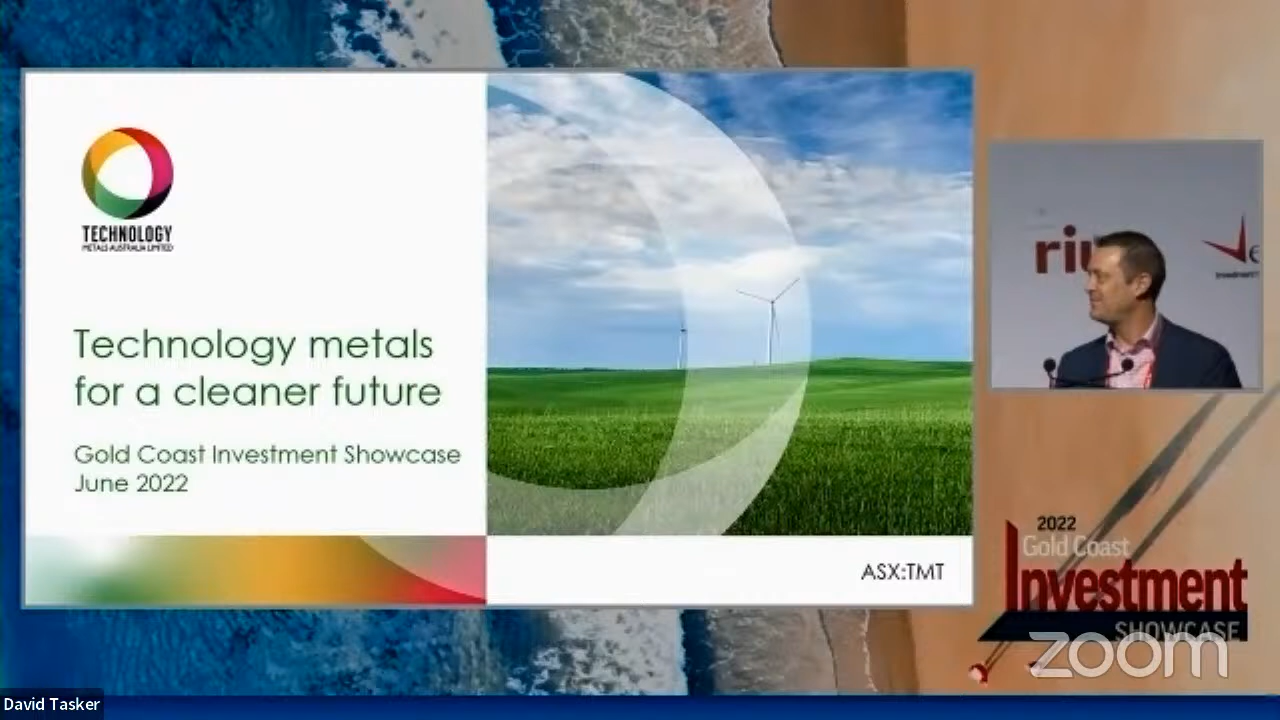 TECHNOLOGY
METALS AUSTRALIA LIMITED
Technology metals
for a cleaner future
Gold Coast Investment Showcase
June 2022
ASX:TMT
2022
Gold Coast
Investment
SHOWCASE
zoom
David Tasker